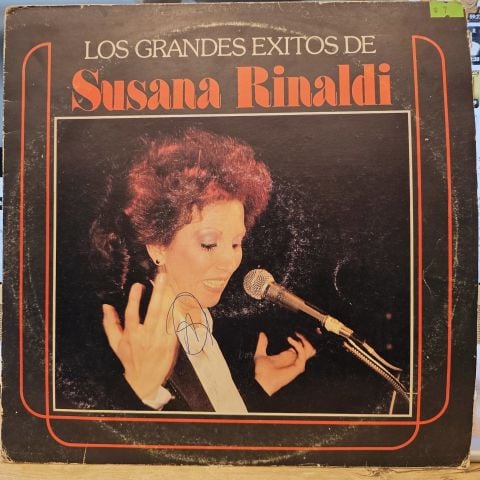 LOS GRANDES EXITOS DE
Susana Rinaldi